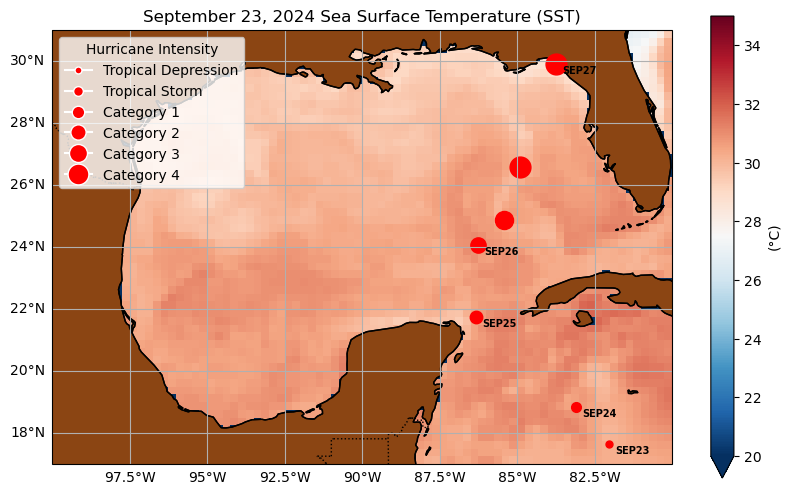 September 23, 2024 Sea Surface Temperature (SST)
Hurricane Intensity
Tropical Depression
Tropical Storm
Category 1
Category 2
Category 3
Category 4
30°N
28°N
26°N
24°N
22°N
20°N
18°N
97.5°W
95°W
92.5°W
90°W
87.5°W
85°W
82.5°W
SEP27
SEP26
SEP25
SEP24
SEP23
34
32
30
28
26
24
22
20
(°C)